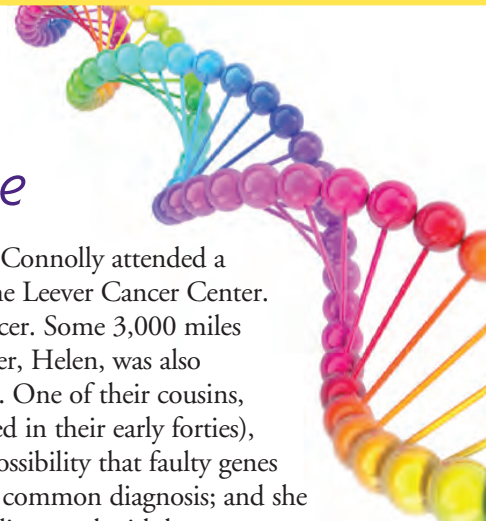 e
Connolly attended a
he Leever Cancer Center.
cer. Some 3,000 miles
er, Helen, was also
. One of their cousins,
ed in their early forties),
ossibility that faulty genes
common diagnosis; and she